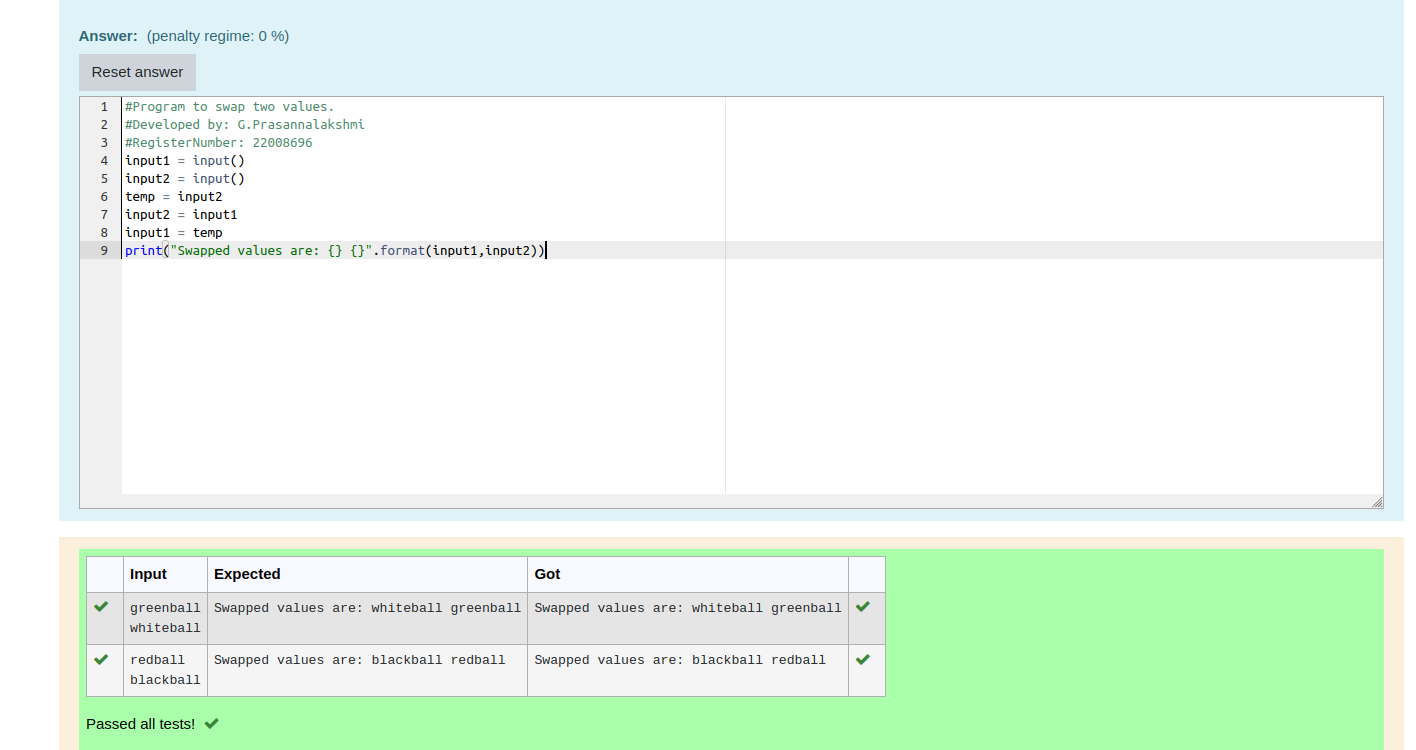 Answer: (penalty regime: 0 %)
Reset answer
1 #Program to swap two values.
2 #Developed by: G.Prasannalakshmi
3 #RegisterNumber: 22008696
4 input1 = input()
5 input2 = input()
6 temp = input2
7 input2 = input1
8 input1 = temp
9 print("Swapped values are: {} {}".format(input1,input2))
Input Expected Got
greenball Swapped values are: whiteball greenball Swapped values are: whiteball greenball
whiteball
redball Swapped values are: blackball redball Swapped values are: blackball redball
blackball
Passed all tests!